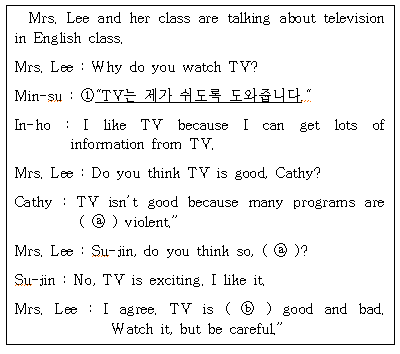 Mrs. Lee and her class are talking about television
in English class.
Mrs. Lee : Why do you watch TV?
Min-su : ①“TV는 제가 쉬도록 도와줍니다.“
In-ho : I like TV because I can get lots of
information from TV.
Mrs. Lee : Do you think TV is good, Cathy?
Cathy : TV isn't good because many programs are
( ⓐ ) violent.”
Mrs. Lee : Su-jin, do you think so, ( ⓐ )?
Su-jin : No, TV is exciting. I like it.
Mrs. Lee : I agree. TV is ( ⓑ ) good and bad.
Watch it, but be careful.”